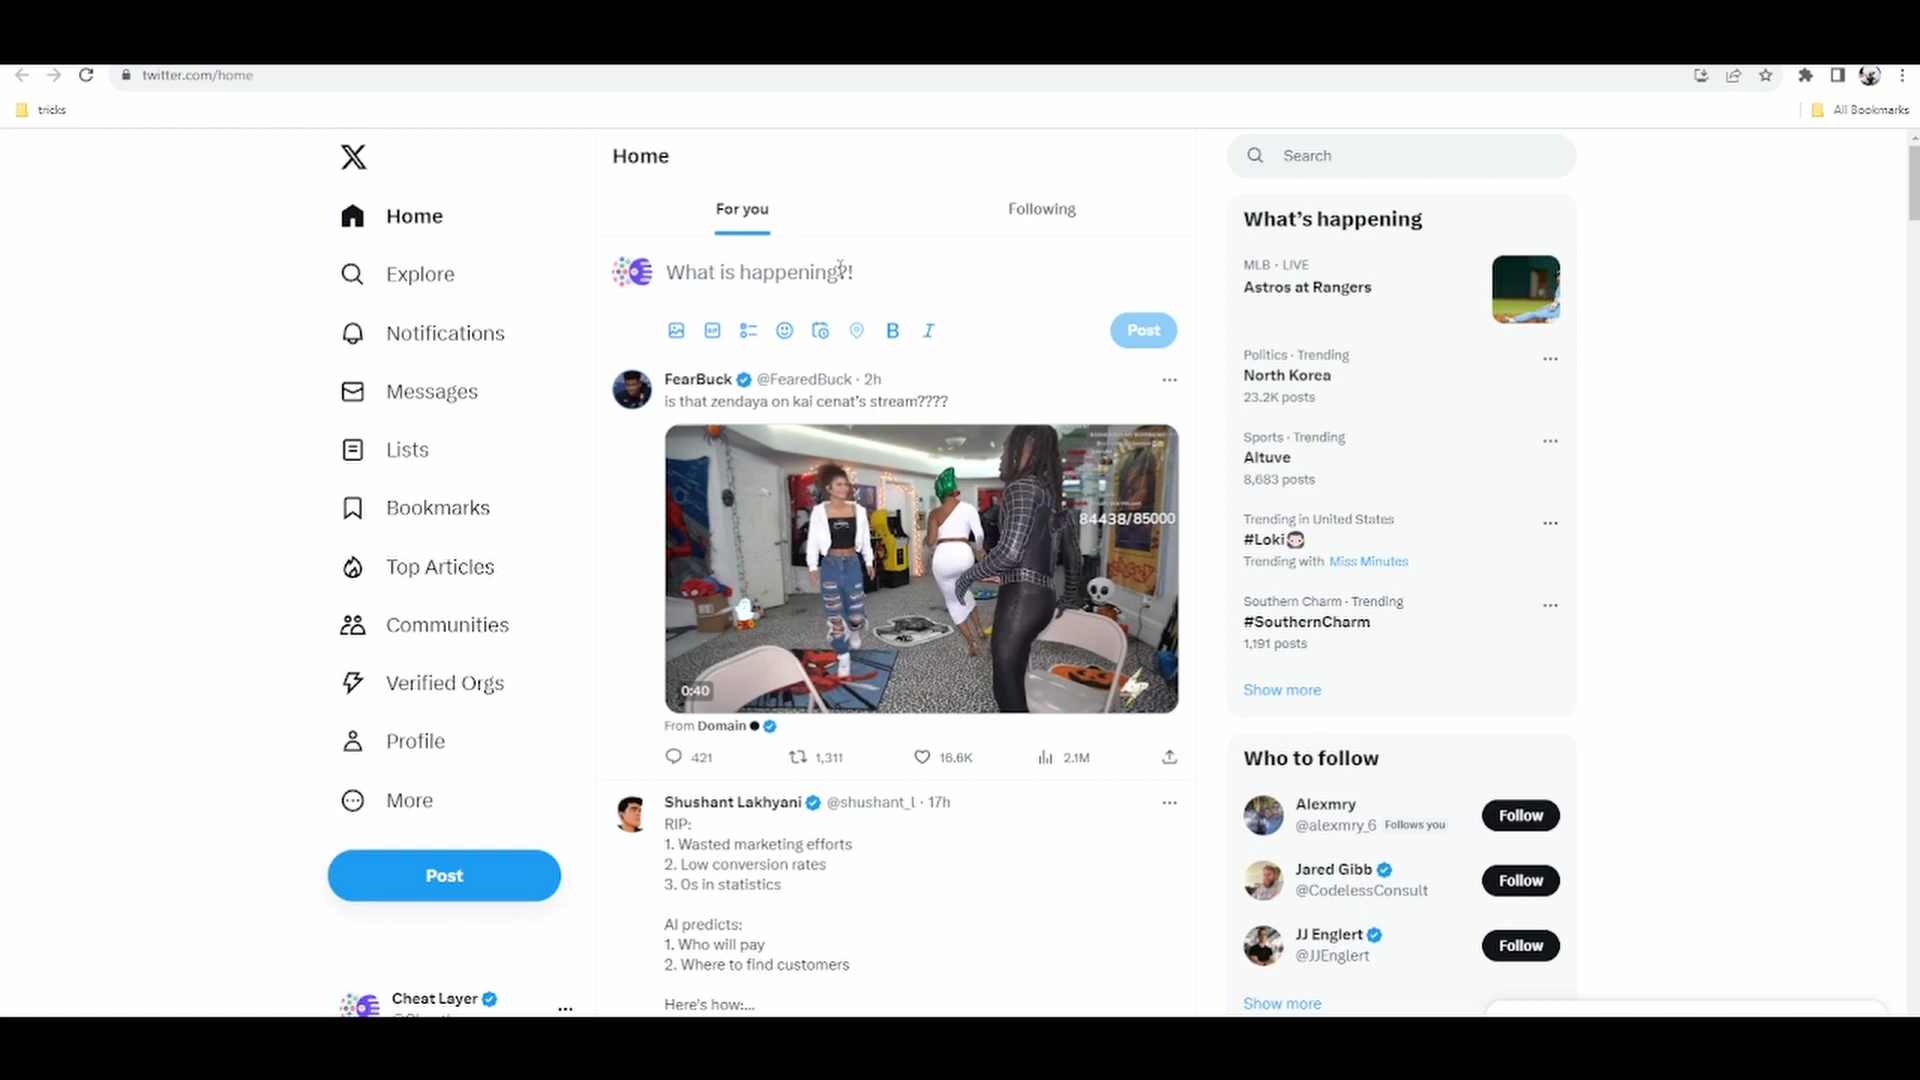 twitter.com/home
tricks
All Bookmarks
X
Home
Explore
Notifications
Messages
Lists
Bookmarks
Top Articles
Communities
Verified Orgs
Profile
More
Post
Cheat Layer
Home
For you
Following
What is happening?!
GIF
B
I
Post
FearBuck @FearedBuck · 2h
is that zendaya on kai cenat's stream????
84438/85000
0:40
From Domain
421
1,311
16.6K
2.1M
Shushant Lakhyani @shushant_l · 17h
RIP:
1. Wasted marketing efforts
2. Low conversion rates
3. 0s in statistics
AI predicts:
1. Who will pay
2. Where to find customers
Here's how:...
Search
What's happening
MLB · LIVE
Astros at Rangers
Politics · Trending
North Korea
23.2K posts
Sports · Trending
Altuve
8,683 posts
Trending in United States
#Loki
Trending with Miss Minutes
Southern Charm · Trending
#SouthernCharm
1,191 posts
Show more
Who to follow
Alexmry
@alexmry_6 Follows you
Follow
Jared Gibb
@CodelessConsult
Follow
JJ Englert
@JJEnglert
Follow
Show more